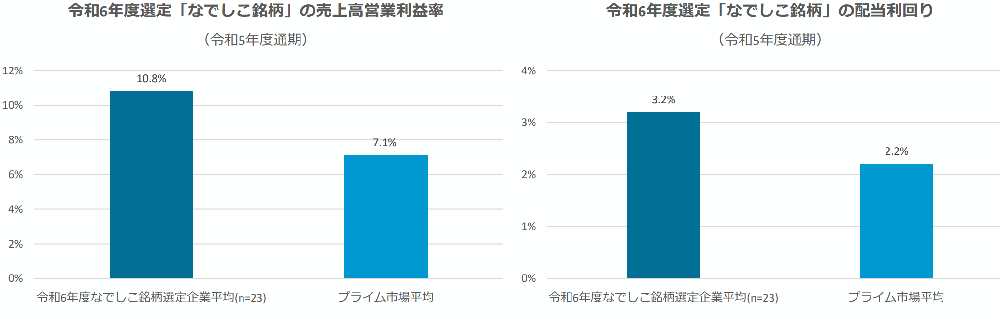 令和6年度選定「なでしこ銘柄」の売上高営業利益率
（令和5年度通期）
12%
10%
8%
6%
4%
2%
0%
10.8%
7.1%
令和6年度なでしこ銘柄選定企業平均(n=23)
プライム市場平均
令和6年度選定「なでしこ銘柄」の配当利回り
（令和5年度通期）
4%
3%
2%
1%
0%
3.2%
2.2%
令和6年度なでしこ銘柄選定企業平均(n=23)
プライム市場平均